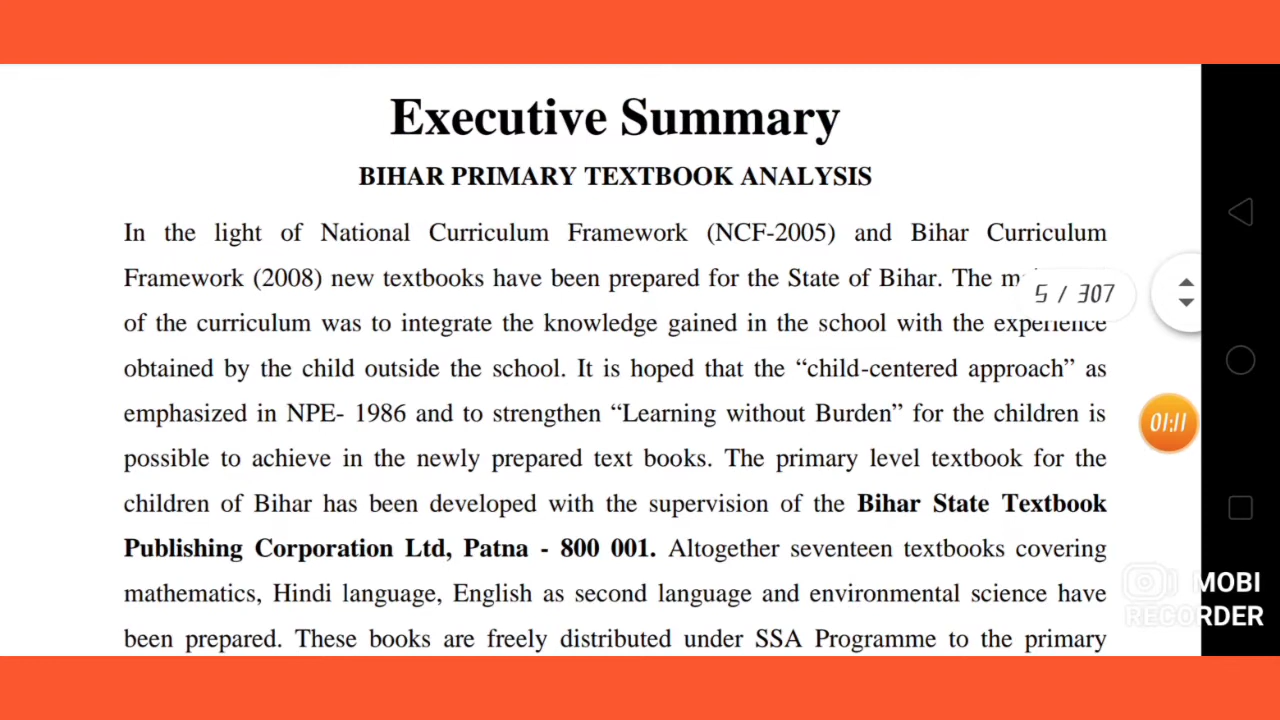 Executive Summary
BIHAR PRIMARY TEXTBOOK ANALYSIS
In the light of National Curriculum Framework (NCF-2005) and Bihar Curriculum
Framework (2008) new textbooks have been prepared for the State of Bihar. The
5 / 307
of the curriculum was to integrate the knowledge gained in the school with the experience
obtained by the child outside the school. It is hoped that the “child-centered approach” as
emphasized in NPE- 1986 and to strengthen “Learning without Burden” for the children is
01:11
possible to achieve in the newly prepared text books. The primary level textbook for the
children of Bihar has been developed with the supervision of the Bihar State Textbook
Publishing Corporation Ltd, Patna - 800 001. Altogether seventeen textbooks covering
mathematics, Hindi language, English as second language and environmental science have
been prepared. These books are freely distributed under SSA Programme to the primary
MOBI
RECORDER